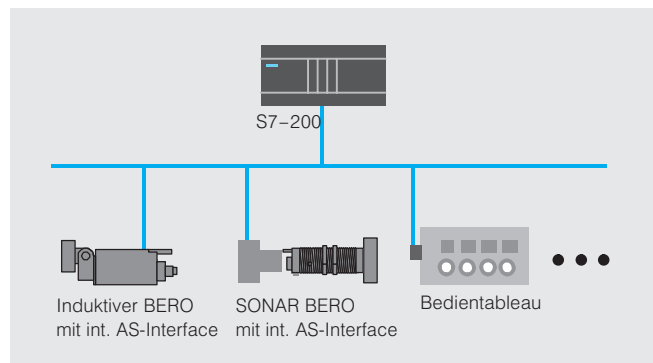 S7–200
Induktiver BERO
mit int. AS-Interface
SONAR BERO
mit int. AS-Interface
Bedientableau